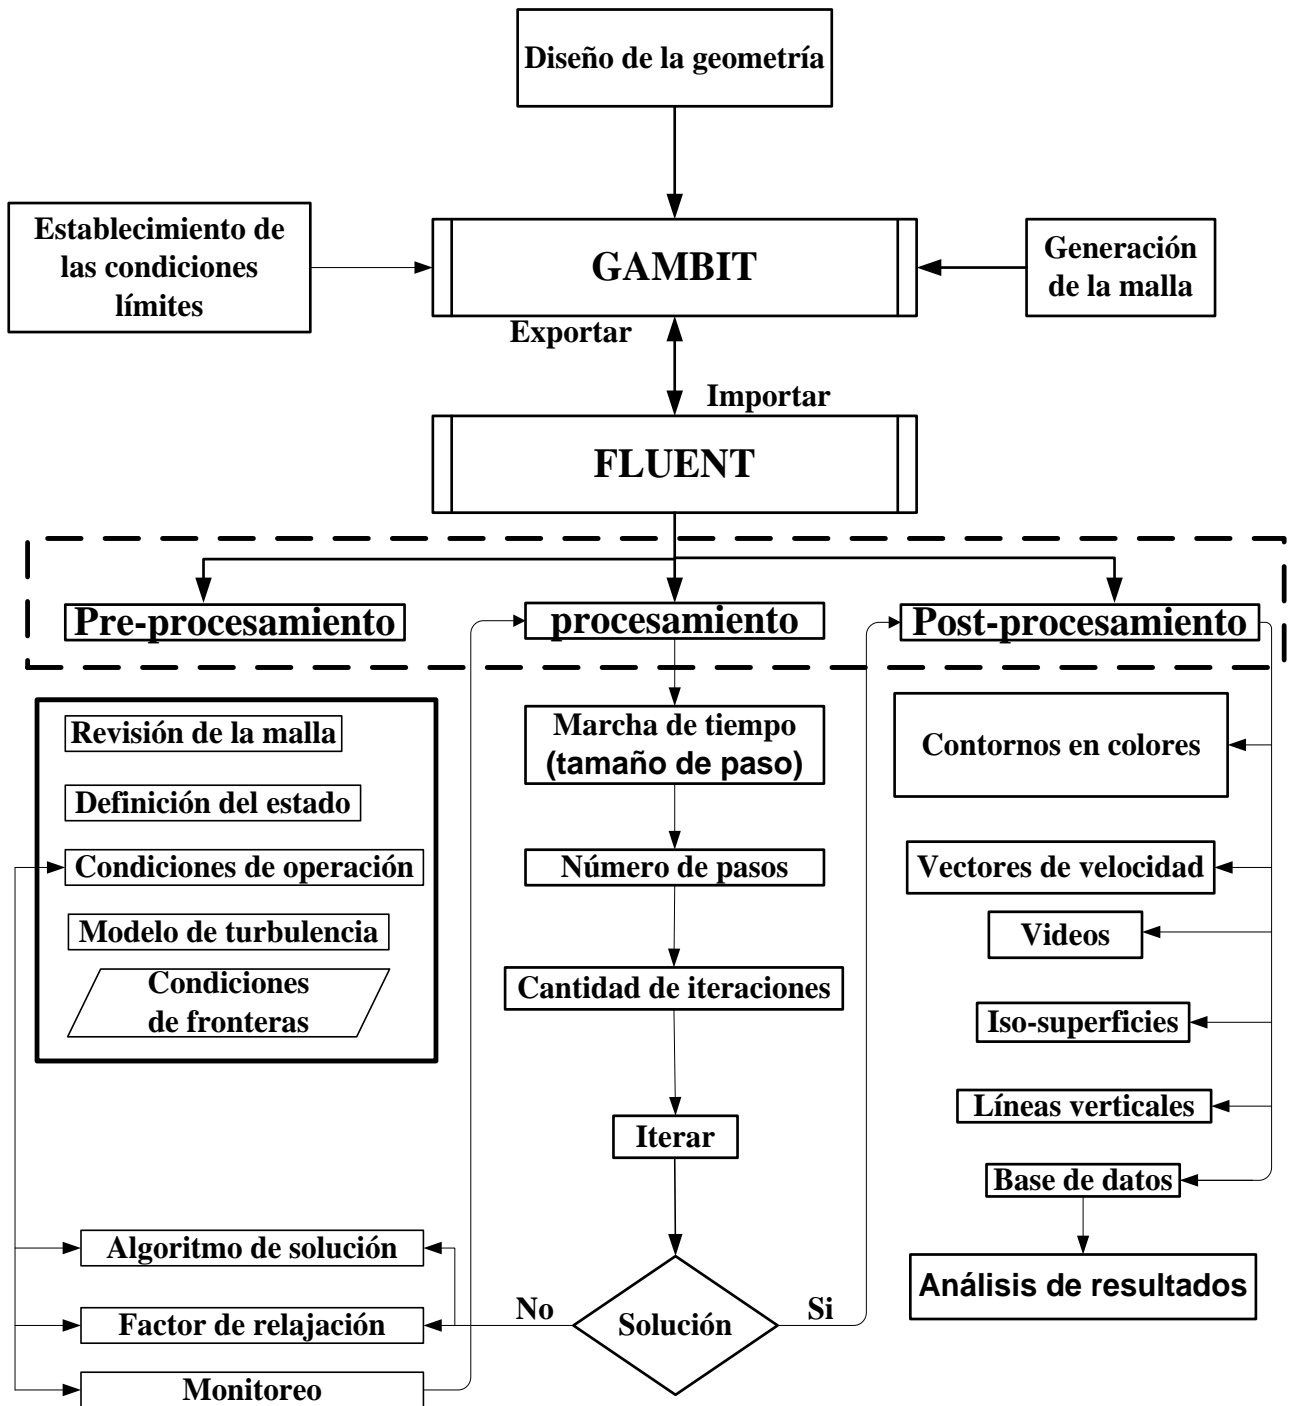 Diseño de la geometría
Establecimiento de
las condiciones
límites
GAMBIT
Generación
de la malla
Exportar
Importar
FLUENT
Pre-procesamiento
procesamiento
Post-procesamiento
Revisión de la malla
Definición del estado
Condiciones de operación
Modelo de turbulencia
Condiciones
de fronteras
Marcha de tiempo
(tamaño de paso)
Número de pasos
Cantidad de iteraciones
Iterar
Solución
No
Si
Algoritmo de solución
Factor de relajación
Monitoreo
Contornos en colores
Vectores de velocidad
Videos
Iso-superficies
Líneas verticales
Base de datos
Análisis de resultados